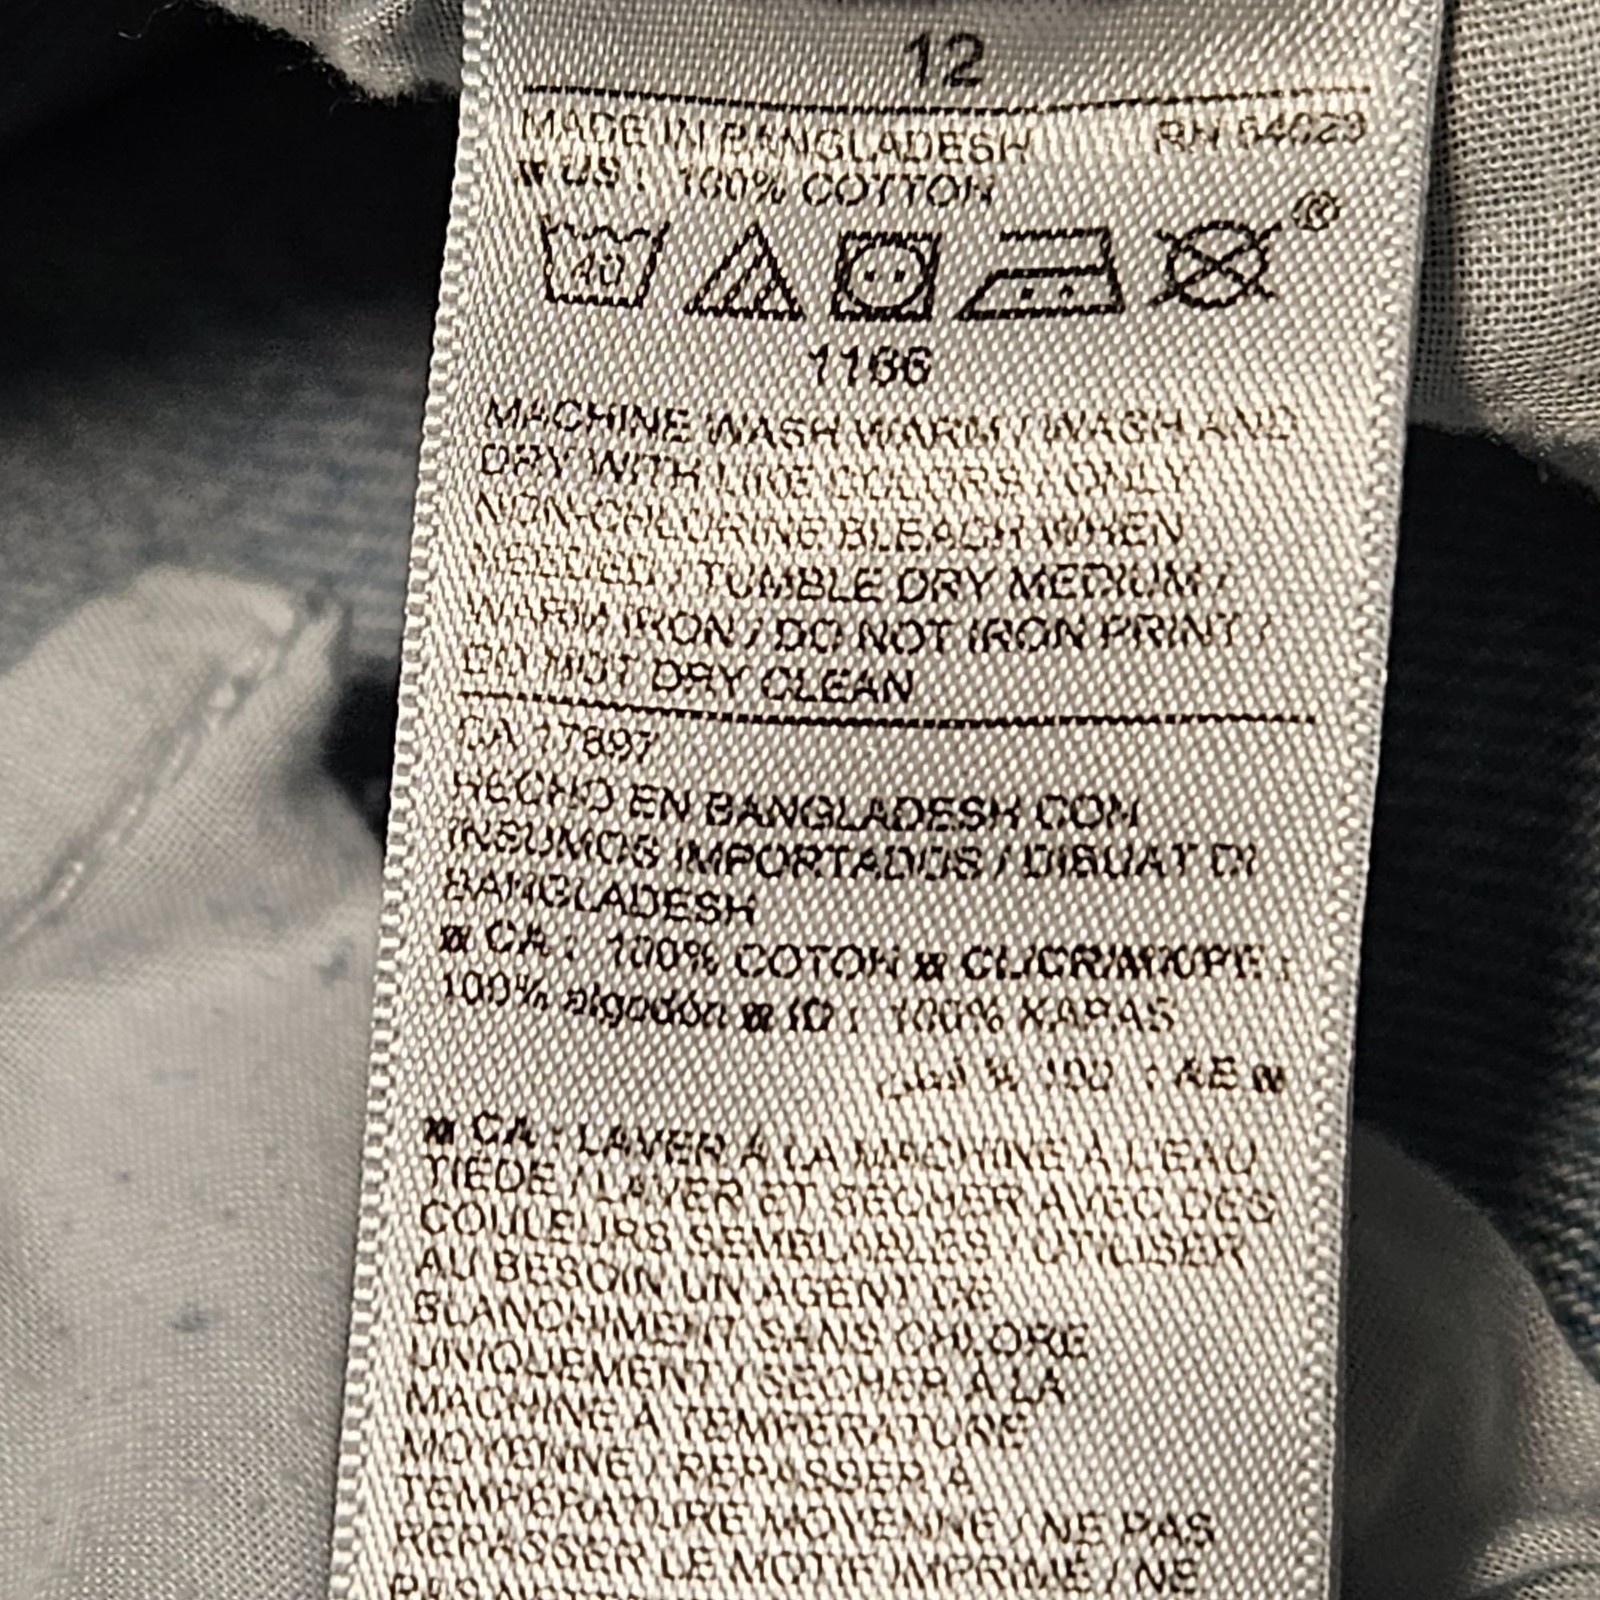 12
MADE IN BANGLADESH RN 54023
US : 100% COTTON
40 ®
1166
MACHINE WASH WARM / WASH AND
DRY WITH LIKE COLORS / ONLY
NON-CHLORINE BLEACH WHEN
NEEDED / TUMBLE DRY MEDIUM /
WARM IRON / DO NOT IRON PRINT /
DO NOT DRY CLEAN
CA 17897
HECHO EN BANGLADESH CON
INSUMOS IMPORTADOS / DIBUAT DI
BANGLADESH
CA : 100% COTON
100% algodón ID : 100% KAPAS
% 100 : AE
CA : LAVER À LA MACHINE À L'EAU
TIÈDE / LAVER ET SÉCHER AVEC DES
COULEURS SEMBLABLES / UTILISER
AU BESOIN UN AGENT DE
BLANCHIMENT SANS CHLORE
UNIQUEMENT / SÉCHER À LA
MACHINE À TEMPÉRATURE
MOYENNE / REPASSER À
TEMPÉRATURE MOYENNE / NE PAS
REPASSER LE MOTIF IMPRIMÉ / NE